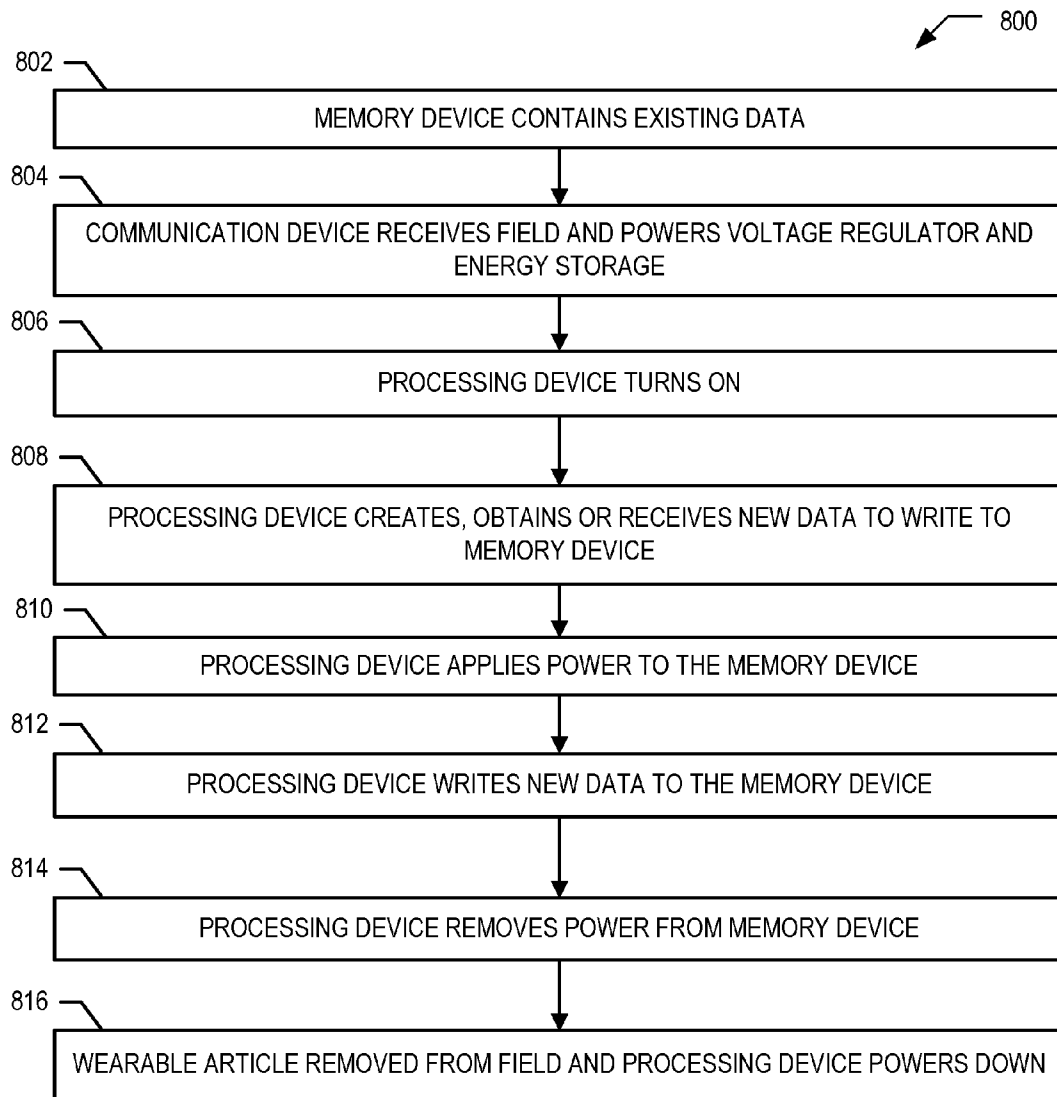 800
802
MEMORY DEVICE CONTAINS EXISTING DATA
804
COMMUNICATION DEVICE RECEIVES FIELD AND POWERS VOLTAGE REGULATOR AND
ENERGY STORAGE
806
PROCESSING DEVICE TURNS ON
808
PROCESSING DEVICE CREATES, OBTAINS OR RECEIVES NEW DATA TO WRITE TO
MEMORY DEVICE
810
PROCESSING DEVICE APPLIES POWER TO THE MEMORY DEVICE
812
PROCESSING DEVICE WRITES NEW DATA TO THE MEMORY DEVICE
814
PROCESSING DEVICE REMOVES POWER FROM MEMORY DEVICE
816
WEARABLE ARTICLE REMOVED FROM FIELD AND PROCESSING DEVICE POWERS DOWN